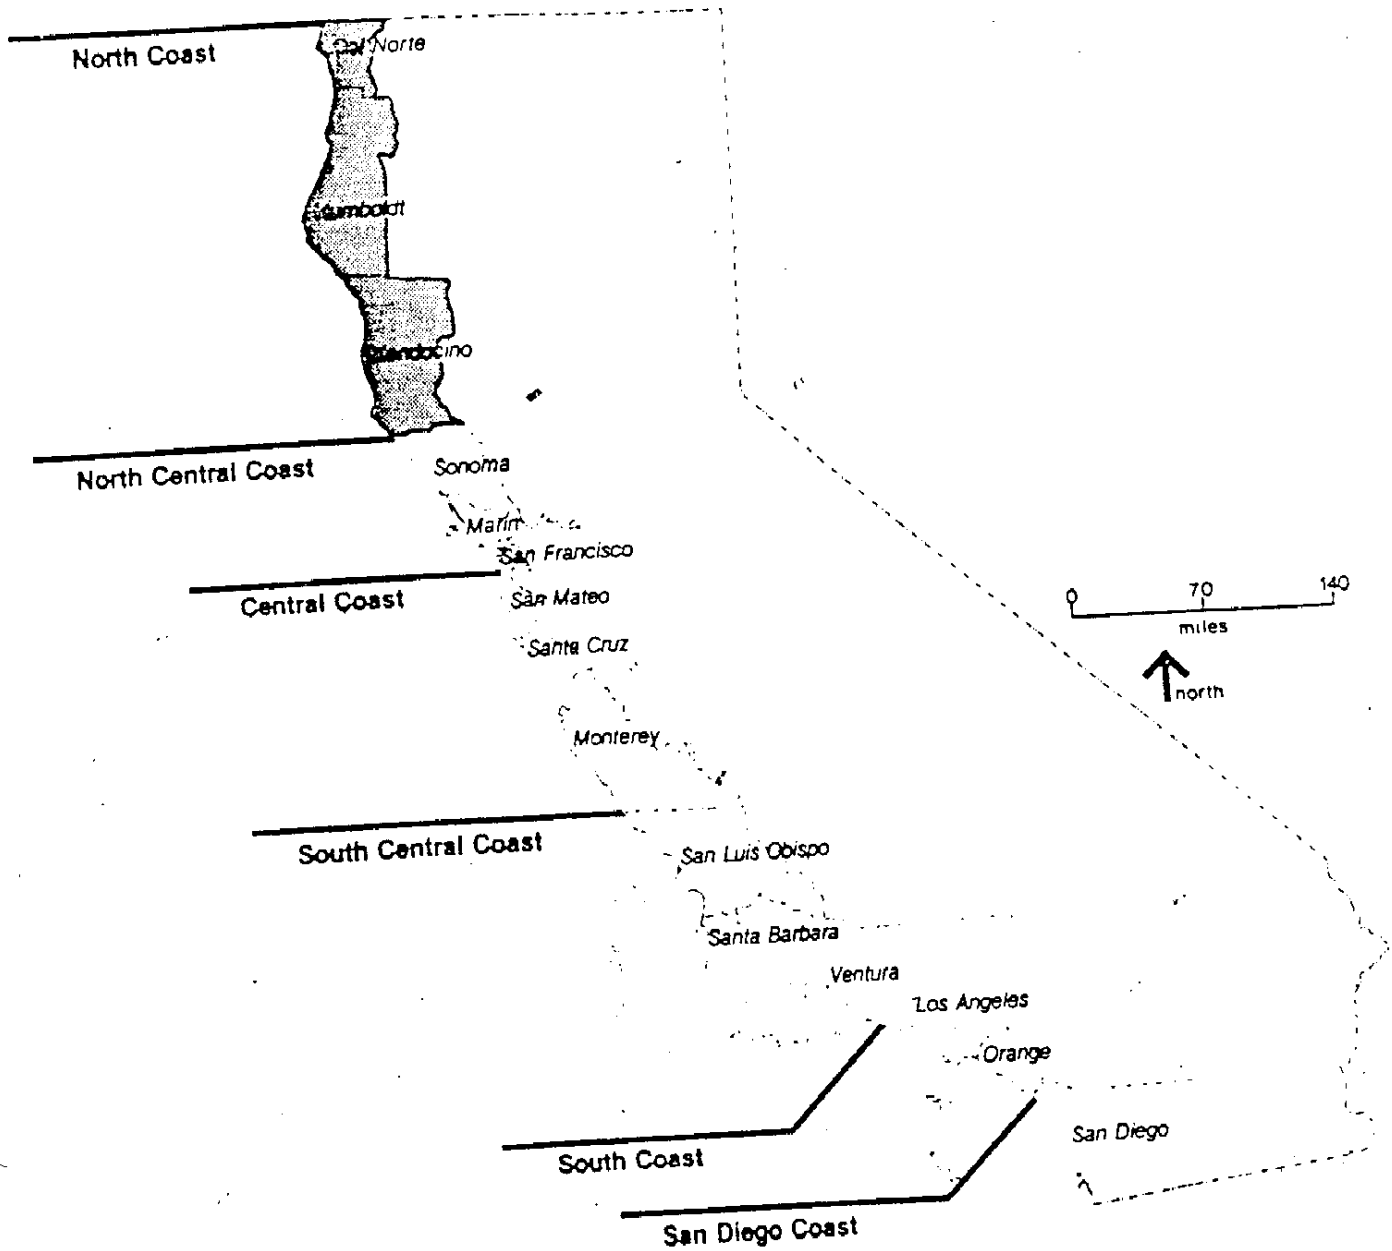 North Coast
Del Norte
Humboldt
Mendocino
North Central Coast
Sonoma
Marin
San Francisco
Central Coast
San Mateo
Santa Cruz
0 70 140
miles
north
Monterey
South Central Coast
San Luis Obispo
Santa Barbara
Ventura
Los Angeles
Orange
South Coast
San Diego
San Diego Coast